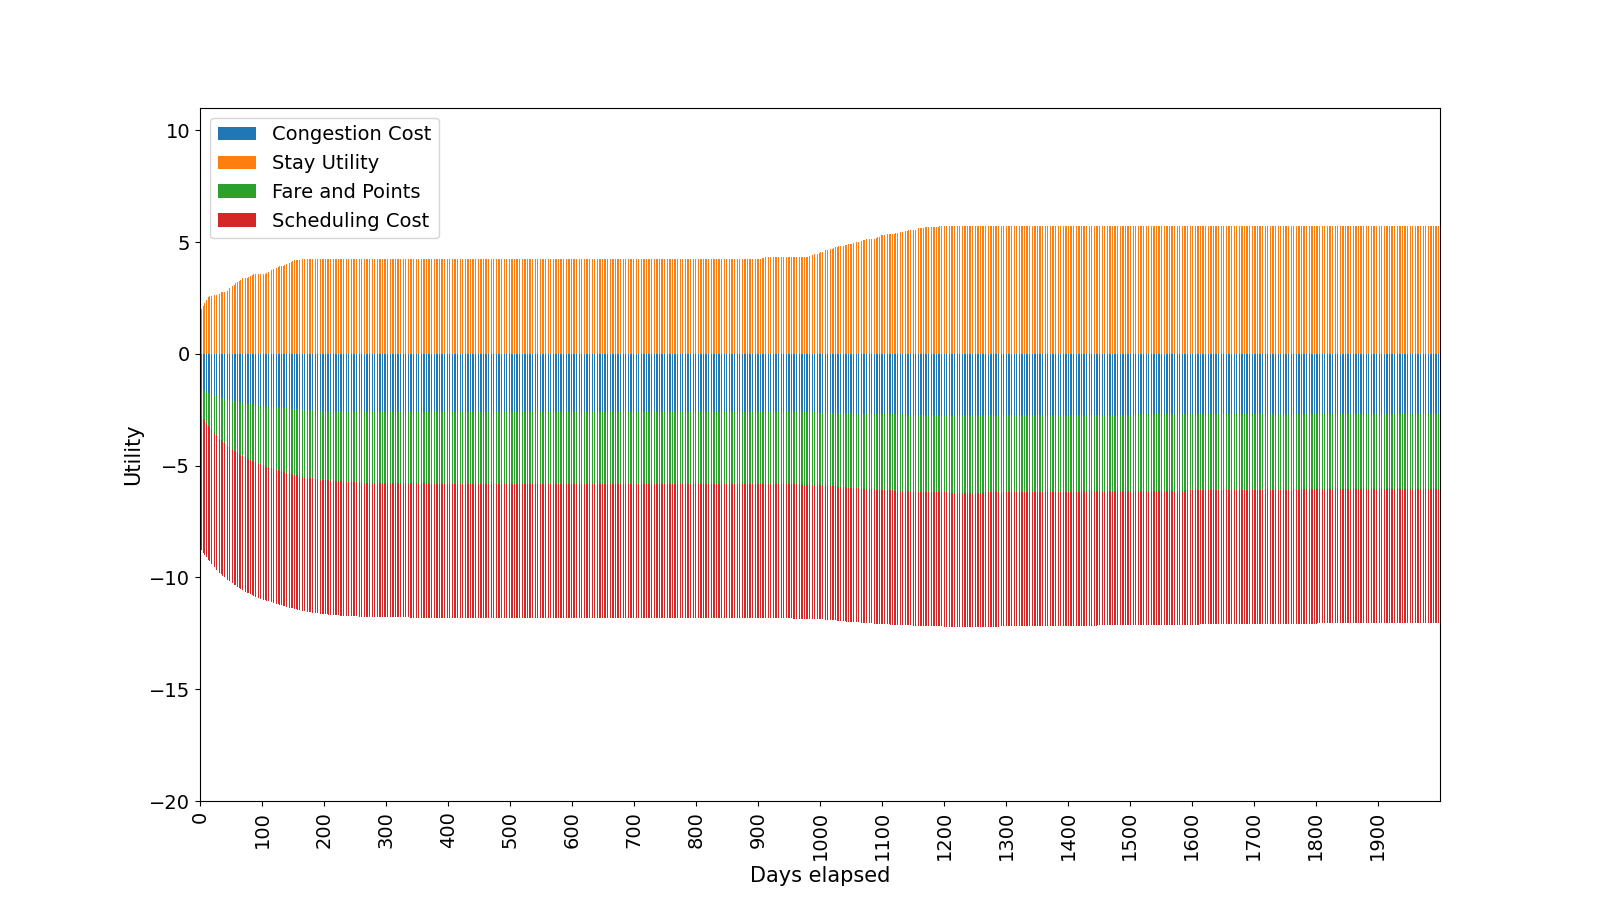 Congestion Cost
Stay Utility
Fare and Points
Scheduling Cost
10
5
0
−5
−10
−15
−20
Utility
0 100 200 300 400 500 600 700 800 900 1000 1100 1200 1300 1400 1500 1600 1700 1800 1900
Days elapsed